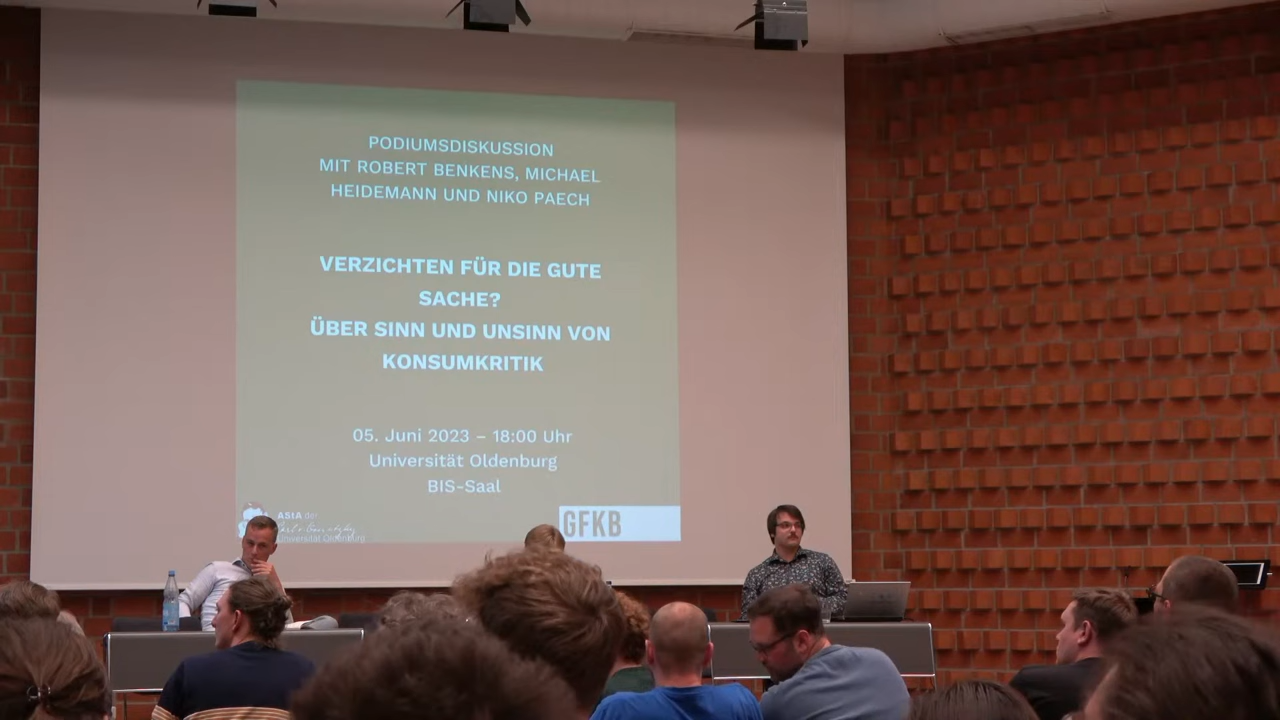 PODIUMSDISKUSSION
MIT ROBERT BENKENS, MICHAEL
HEIDEMANN UND NIKO PAECH
VERZICHTEN FÜR DIE GUTE
SACHE?
ÜBER SINN UND UNSINN VON
KONSUMKRITIK
05. Juni 2023 – 18:00 Uhr
Universität Oldenburg
BIS-Saal
AStA der
Universität Oldenburg
GFKB